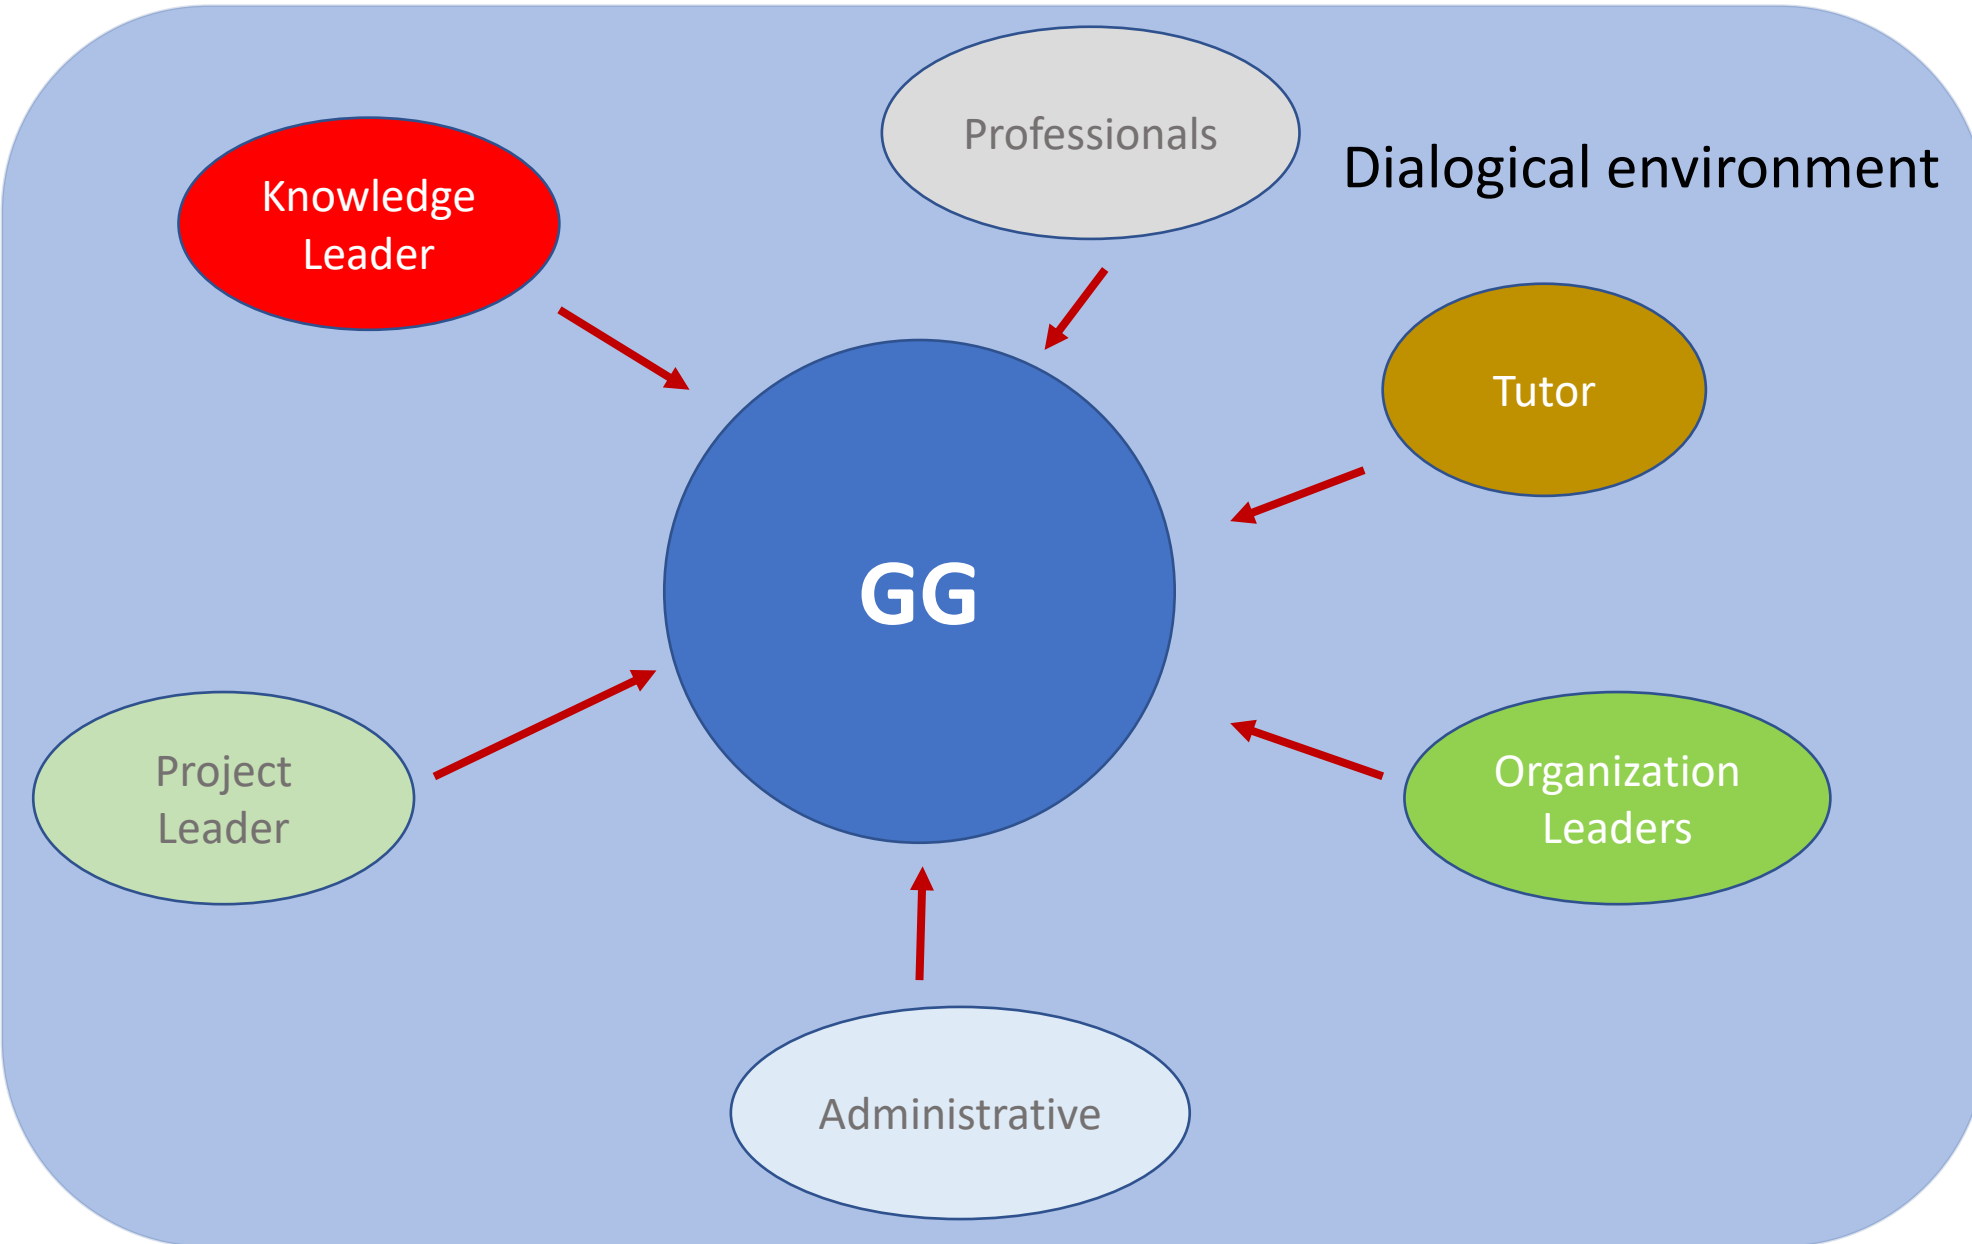 Professionals
Dialogical environment
Knowledge
Leader
Tutor
GG
Project
Leader
Organization
Leaders
Administrative